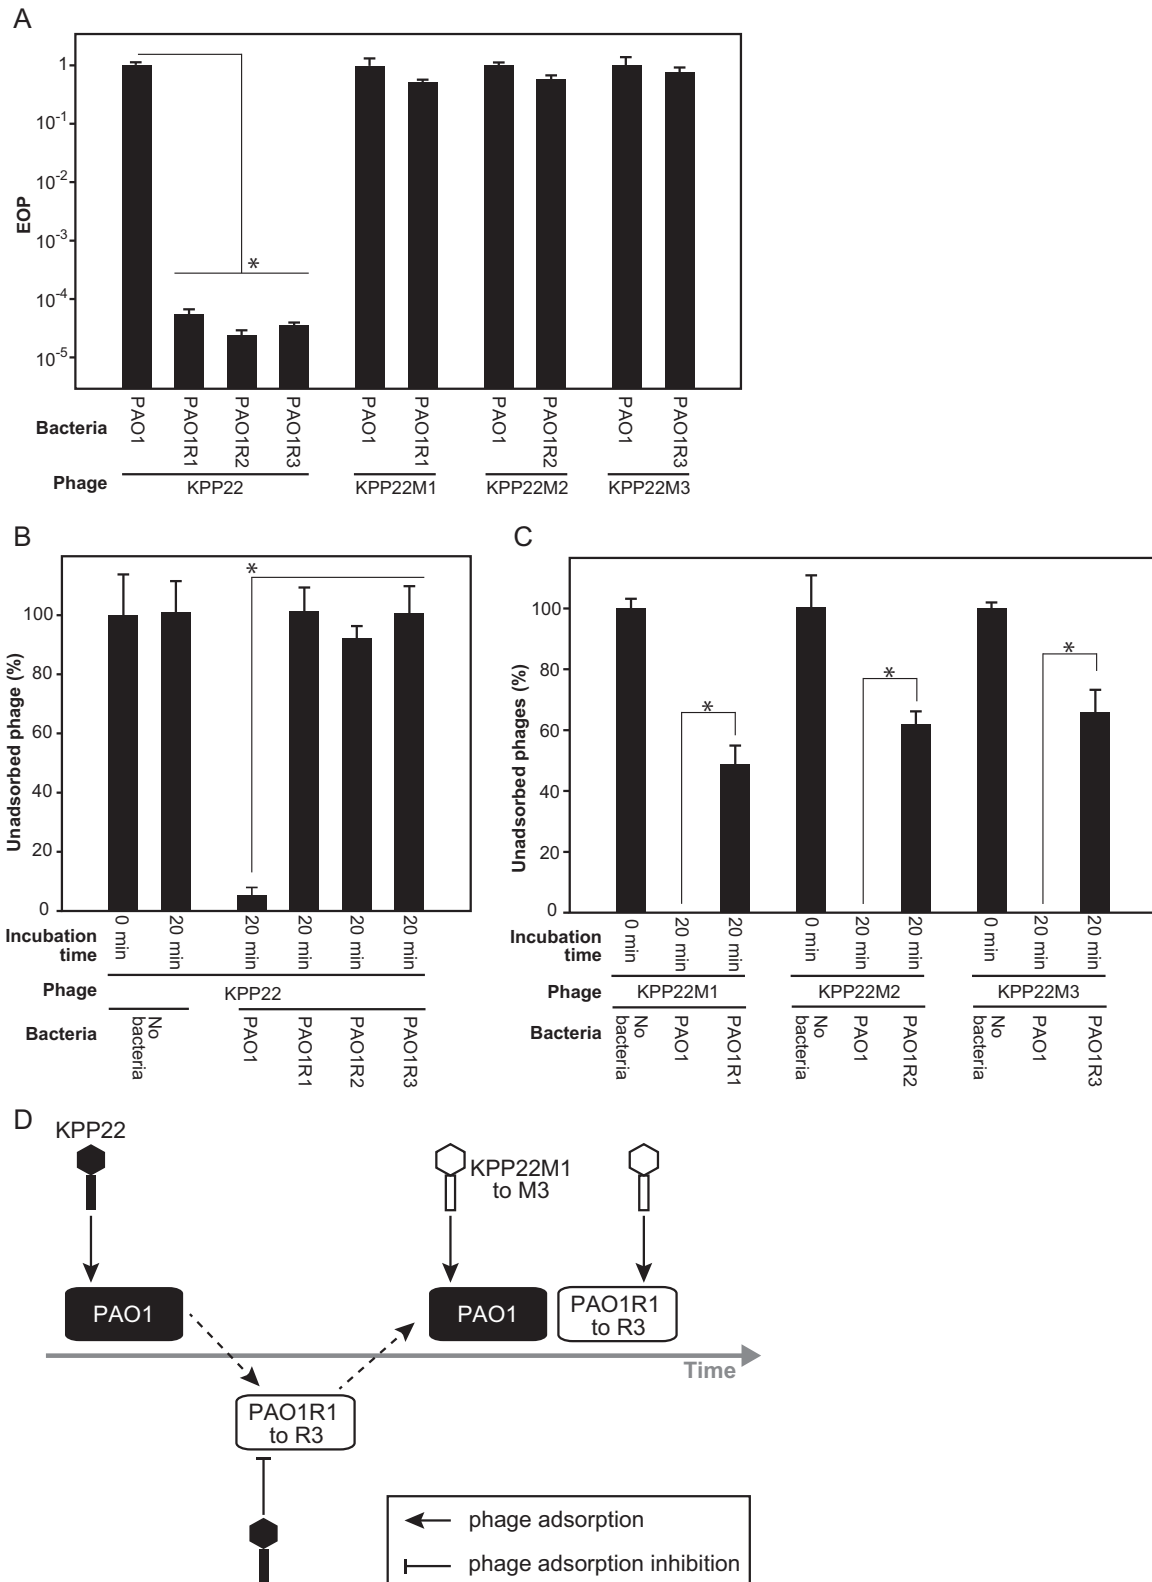 A
EOP
1
10-1
10-2
10-3
10-4
10-5
*
Bacteria
PAO1
PAO1R1
PAO1R2
PAO1R3
PAO1
PAO1R1
PAO1
PAO1R2
PAO1
PAO1R3
Phage
KPP22
KPP22M1
KPP22M2
KPP22M3
B
Unadsorbed phage (%)
100
80
60
40
20
0
*
Incubation
time
0 min
20 min
20 min
20 min
20 min
20 min
Phage
KPP22
Bacteria
No
bacteria
PAO1
PAO1R1
PAO1R2
PAO1R3
C
Unadsorbed phages (%)
100
80
60
40
20
0
*
*
*
Incubation
time
0 min
20 min
20 min
0 min
20 min
20 min
0 min
20 min
20 min
Phage
KPP22M1
KPP22M2
KPP22M3
Bacteria
No
bacteria
PAO1
PAO1R1
No
bacteria
PAO1
PAO1R2
No
bacteria
PAO1
PAO1R3
D
KPP22
KPP22M1
to M3
PAO1
PAO1
PAO1R1
to R3
Time
PAO1R1
to R3
phage adsorption
phage adsorption inhibition